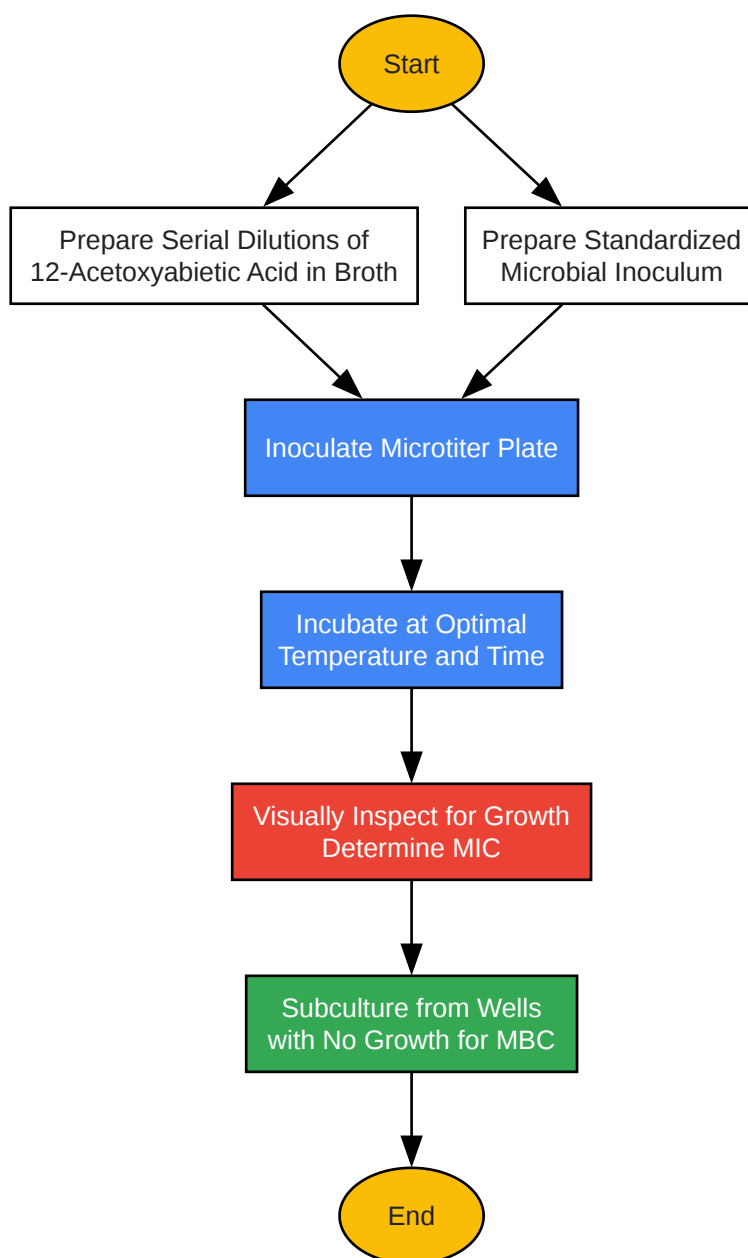 Start
Prepare Serial Dilutions of
12-Acetoxyabietic Acid in Broth
Prepare Standardized
Microbial Inoculum
Inoculate Microtiter Plate
Incubate at Optimal
Temperature and Time
Visually Inspect for Growth
Determine MIC
Subculture from Wells
with No Growth for MBC
End